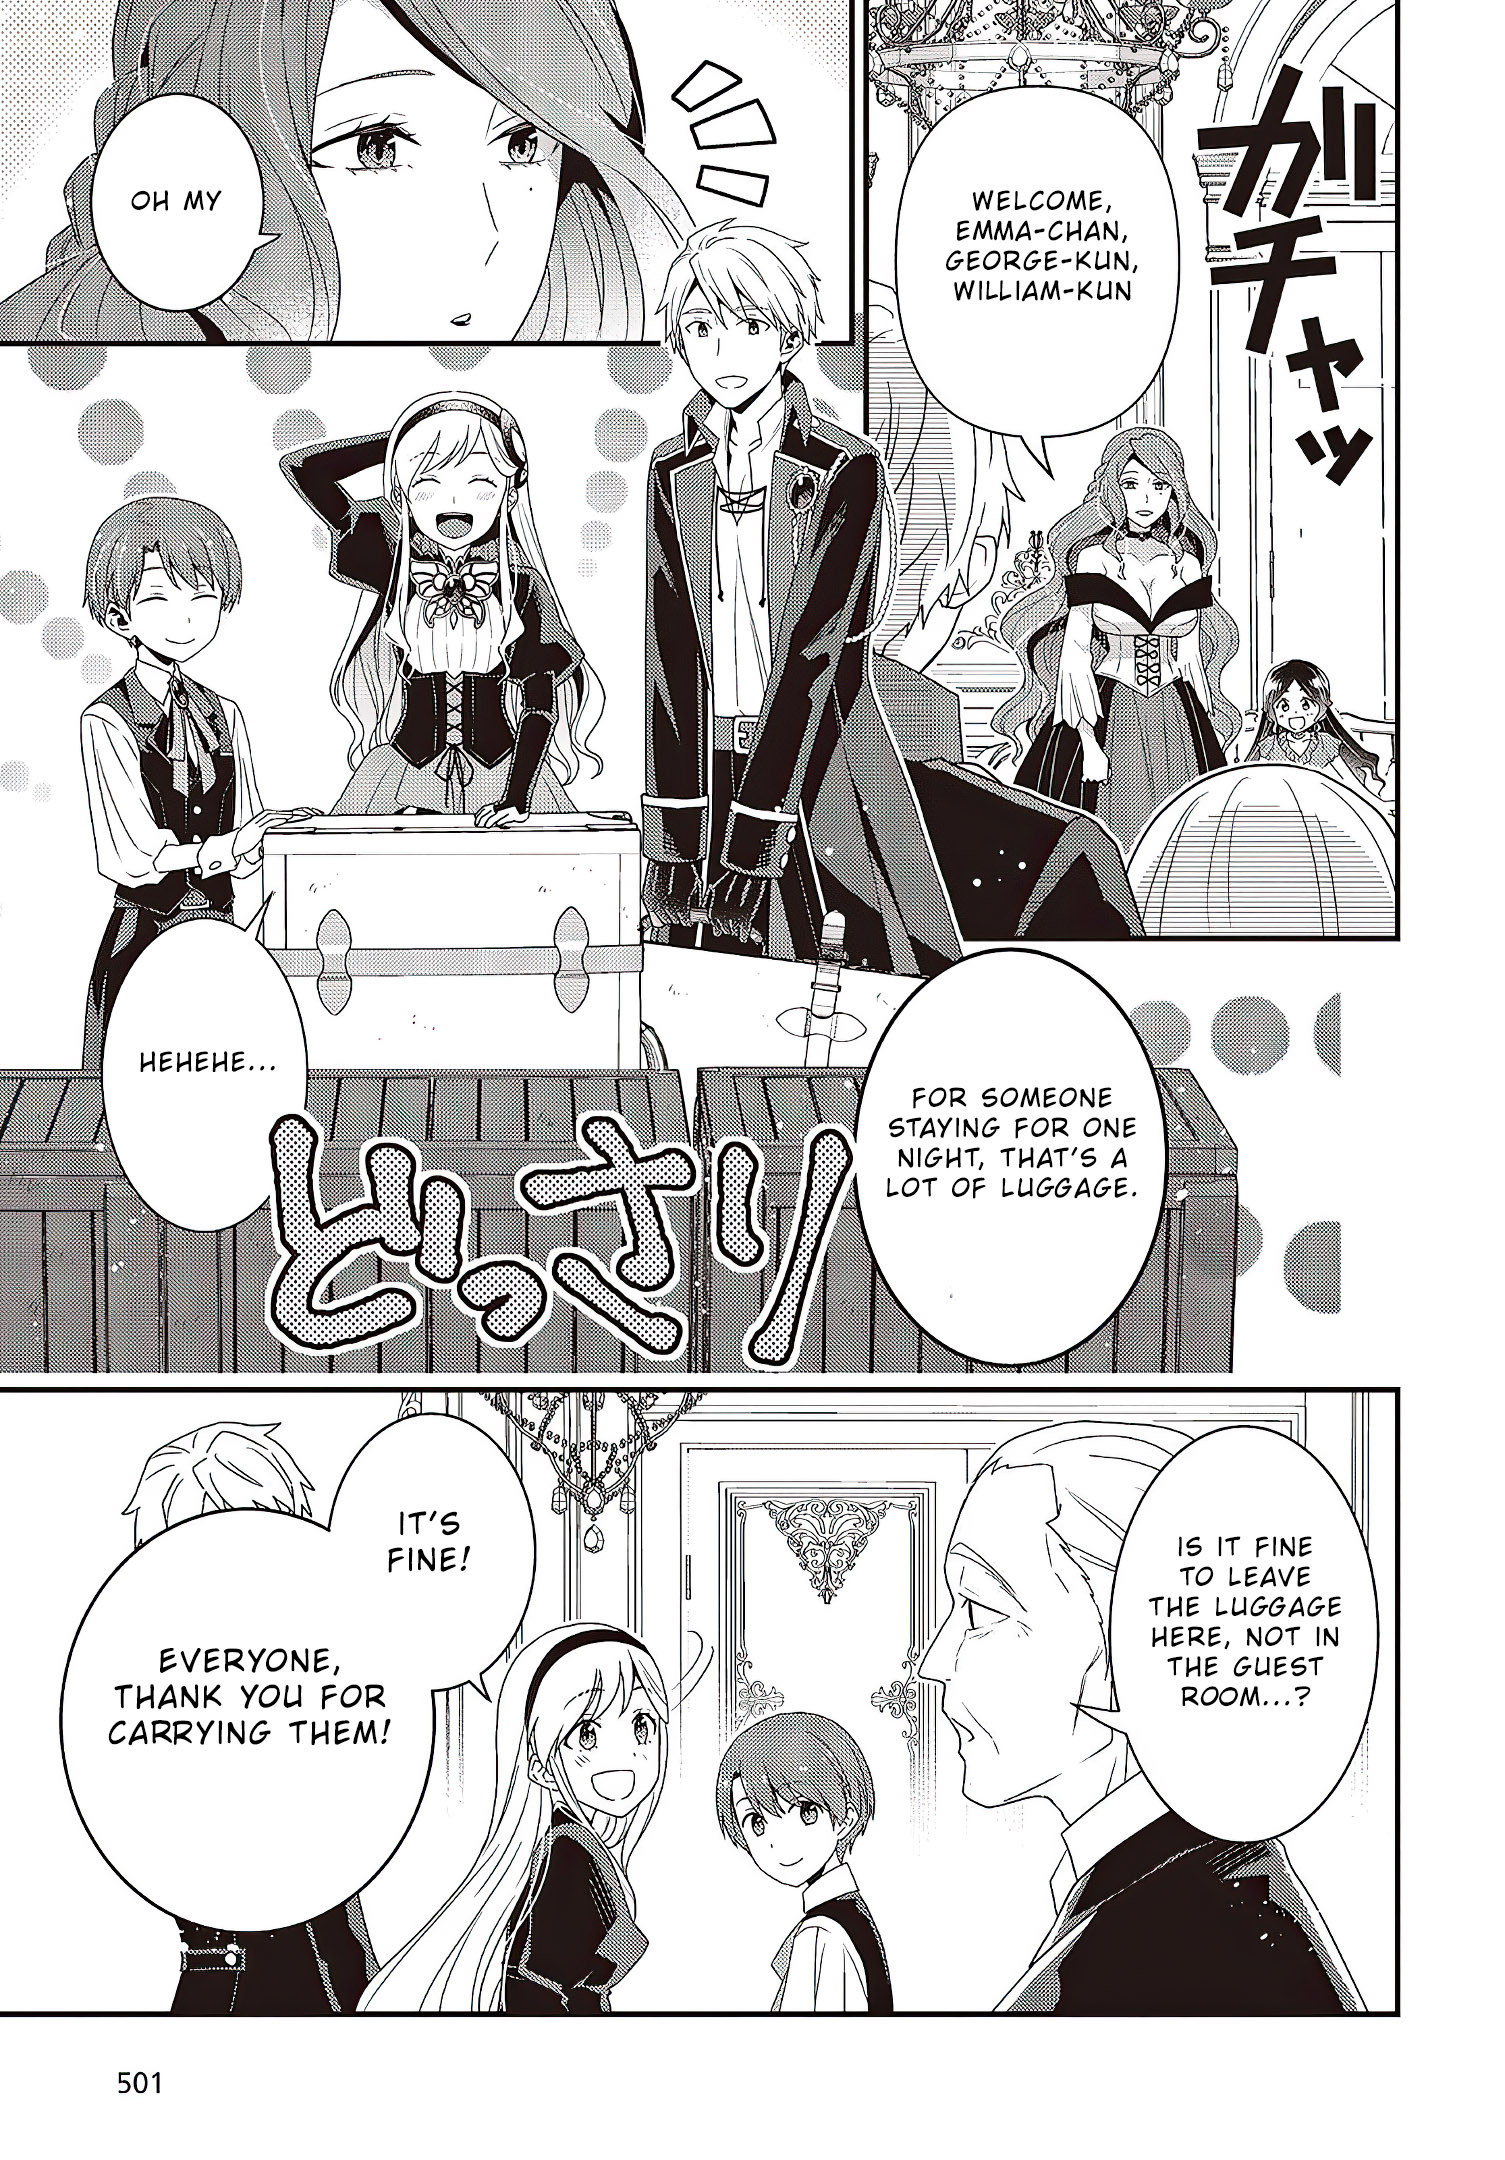 WELCOME,
EMMA-CHAN,
GEORGE-KUN,
WILLIAM-KUN
ガチャッ
OH MY
FOR SOMEONE
STAYING FOR ONE
NIGHT, THAT'S A
LOT OF LUGGAGE.
HEHEHE...
どっさり
IS IT FINE
TO LEAVE
THE LUGGAGE
HERE, NOT IN
THE GUEST
ROOM...?
IT'S
FINE!
EVERYONE,
THANK YOU FOR
CARRYING THEM!
501